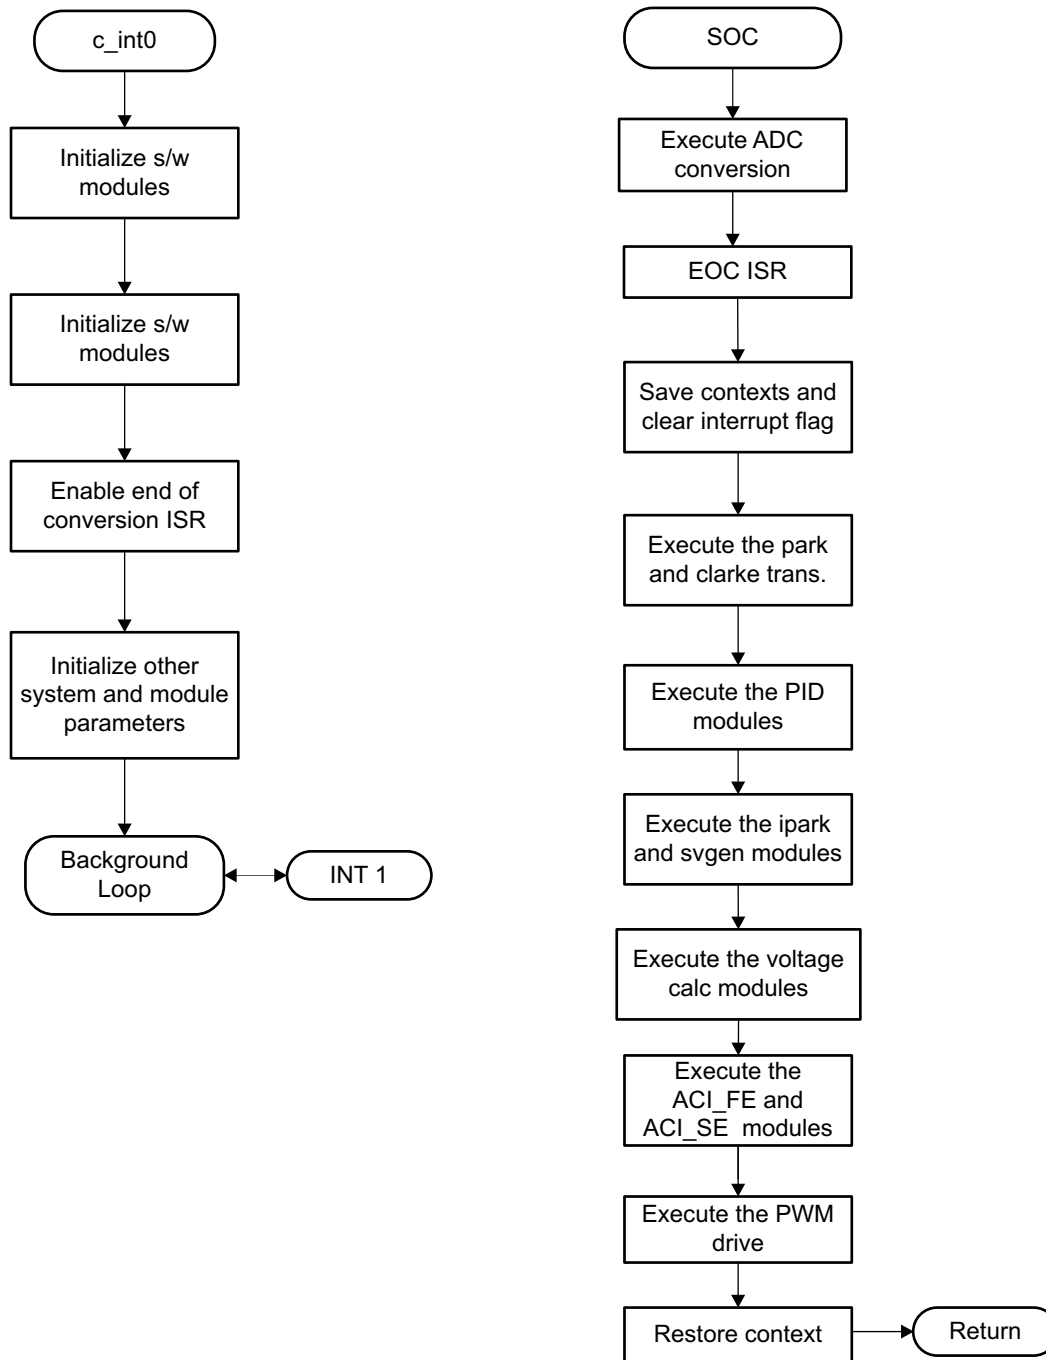 c_int0
Initialize s/w
modules
Initialize s/w
modules
Enable end of
conversion ISR
Initialize other
system and module
parameters
Background
Loop
INT 1
SOC
Execute ADC
conversion
EOC ISR
Save contexts and
clear interrupt flag
Execute the park
and clarke trans.
Execute the PID
modules
Execute the ipark
and svgen modules
Execute the voltage
calc modules
Execute the
ACI_FE and
ACI_SE modules
Execute the PWM
drive
Restore context
Return